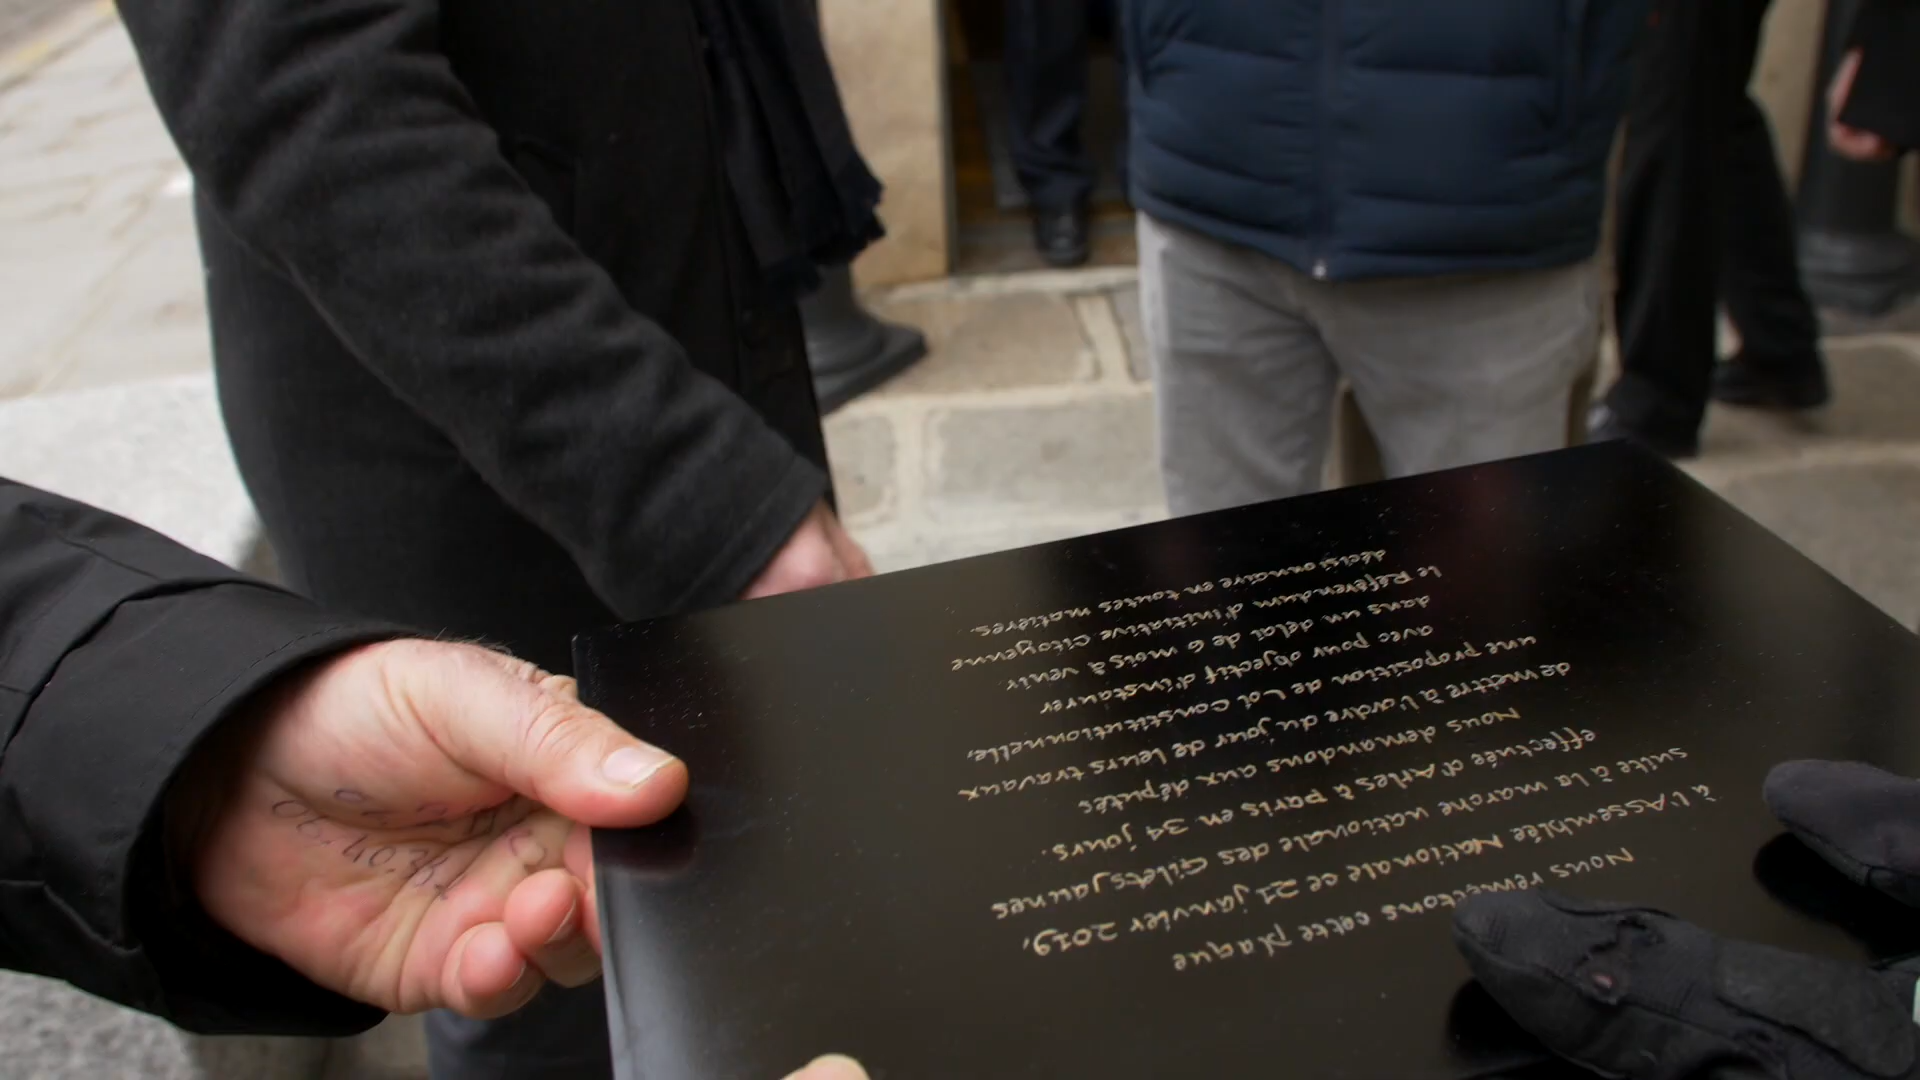 Nous remettons cette plaque
à l'Assemblée Nationale ce 21 janvier 2019,
suite à la marche nationale des Gilets jaunes
effectuée d'Arles à Paris en 34 jours.
Nous demandons aux députés
de mettre à l'ordre du jour de leurs travaux
une proposition de Loi constitutionnelle,
avec pour objectif d'instaurer
dans un délai de 6 mois à venir
le Référendum d'initiative Citoyenne
décisionnaire en toutes matières.